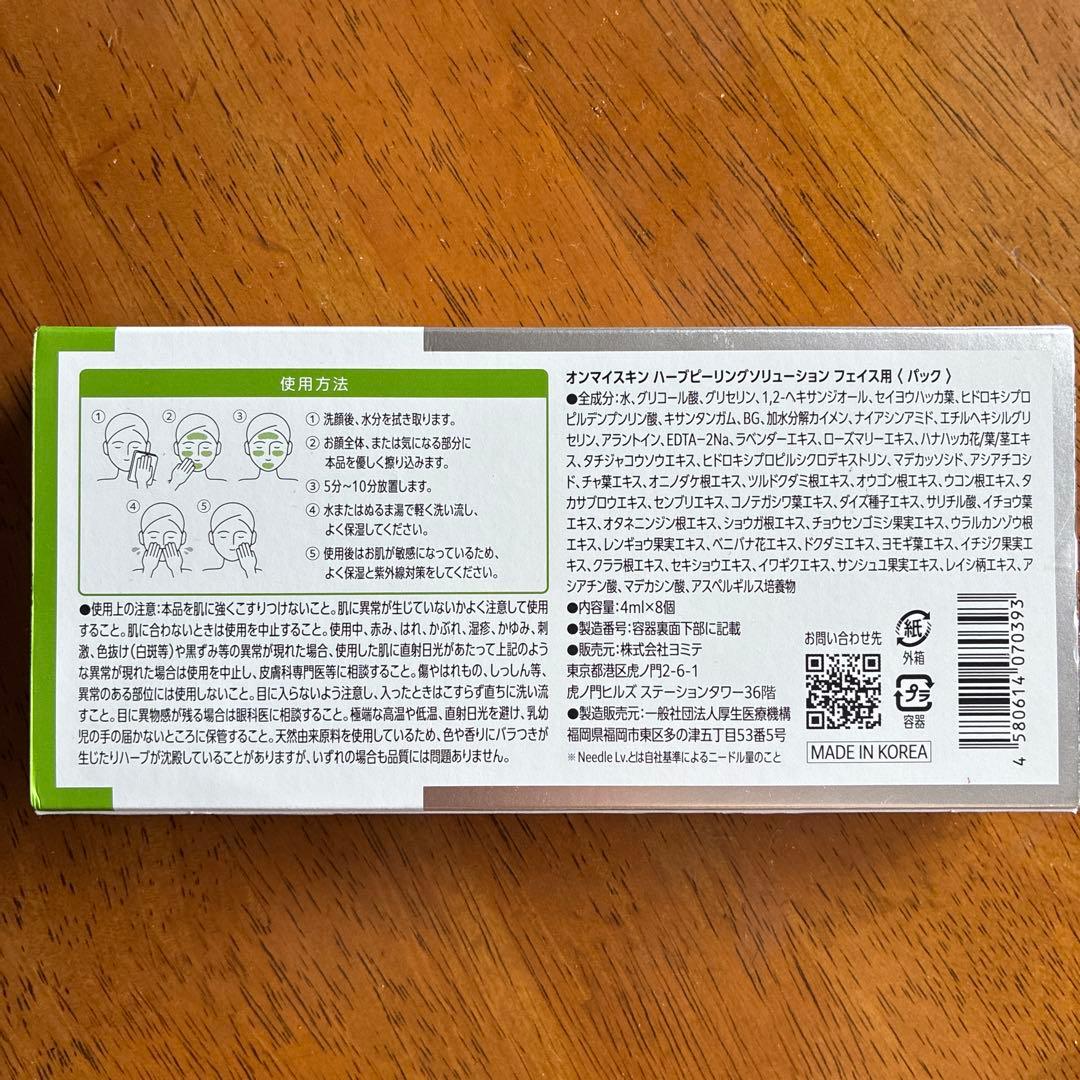 使用方法
①
②
③
④
⑤
① 洗顔後、水分を拭き取ります。
② お顔全体、または気になる部分に
本品を優しく擦り込みます。
③ 5分~10分放置します。
④ 水またはぬるま湯で軽く洗い流し、
よく保湿してください。
⑤ 使用後はお肌が敏感になっているため、
よく保湿と紫外線対策をしてください。
●使用上の注意:本品を肌に強くこすりつけないこと。肌に異常が生じていないかよく注意して使用
すること。肌に合わないときは使用を中止すること。使用中、赤み、はれ、かぶれ、湿疹、かゆみ、刺
激、色抜け(白斑等)や黒ずみ等の異常が現れた場合、使用した肌に直射日光があたって上記のよう
な異常が現れた場合は使用を中止し、皮膚科専門医等に相談すること。傷やはれもの、しっしん等、
異常のある部位には使用しないこと。目に入らないよう注意し、入ったときはこすらず直ちに洗い流
すこと。目に異物感が残る場合は眼科医に相談すること。極端な高温や低温、直射日光を避け、乳幼
児の手の届かないところに保管すること。天然由来原料を使用しているため、色や香りにバラつきが
生じたりハーブが沈殿していることがありますが、いずれの場合も品質には問題ありません。
オンマイスキン ハーブピーリングソリューション フェイス用〈 パック 〉
●全成分:水、グリコール酸、グリセリン、1,2-ヘキサンジオール、セイヨウハッカ葉、ヒドロキシプロ
ピルデンプンリン酸、キサンタンガム、BG、加水分解カイメン、ナイアシンアミド、エチルヘキシルグリ
セリン、アラントイン、EDTA-2Na、ラベンダーエキス、ローズマリーエキス、ハナハッカ花/葉/茎エキ
ス、タチジャコウソウエキス、ヒドロキシプロピルシクロデキストリン、マデカッソシド、アシアチコシ
ド、チャ葉エキス、オニノダケ根エキス、ツルドクダミ根エキス、オウゴン根エキス、ウコン根エキス、タ
カサブロウエキス、センブリエキス、コノテガシワ葉エキス、ダイズ種子エキス、サリチル酸、イチョウ葉
エキス、オタネニンジン根エキス、ショウガ根エキス、チョウセンゴミシ果実エキス、ウラルカンゾウ根
エキス、レンギョウ果実エキス、ベニバナ花エキス、ドクダミエキス、ヨモギ葉エキス、イチジク果実エ
キス、クララ根エキス、セキショウエキス、イワギクエキス、サンシュユ果実エキス、レイシ柄エキス、ア
シアチン酸、マデカシン酸、アスペルギルス培養物
●内容量:4ml×8個
●製造番号:容器裏面下部に記載
●販売元:株式会社ヨミテ
東京都港区虎ノ門2-6-1
虎ノ門ヒルズ ステーションタワー36階
●製造販売元:一般社団法人厚生医療機構
福岡県福岡市東区多の津五丁目53番5号
※Needle Lv.とは自社基準によるニードル量のこと
お問い合わせ先
紙
外箱
プラ
容器
MADE IN KOREA
4 580614 070393